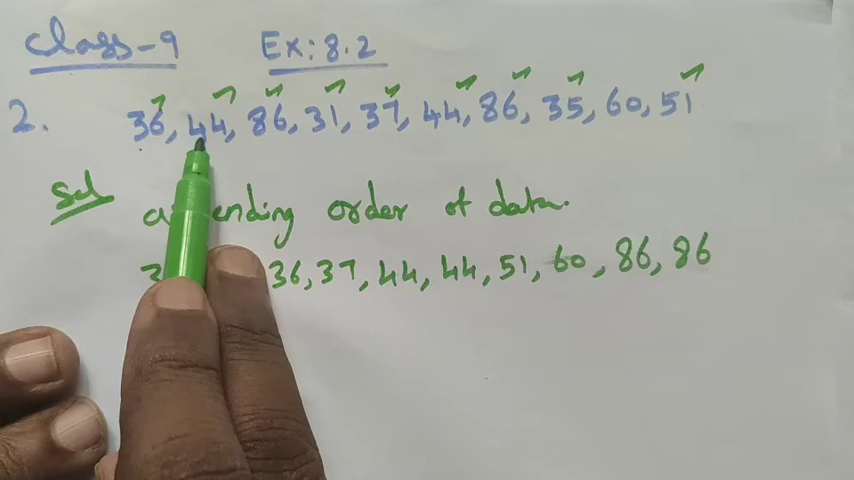 Class-9 Ex: 8.2
2. 36, 44, 86, 31, 37, 44, 86, 35, 60, 51
Sol
ending order of data.
36, 37, 44, 44, 51, 60, 86, 86